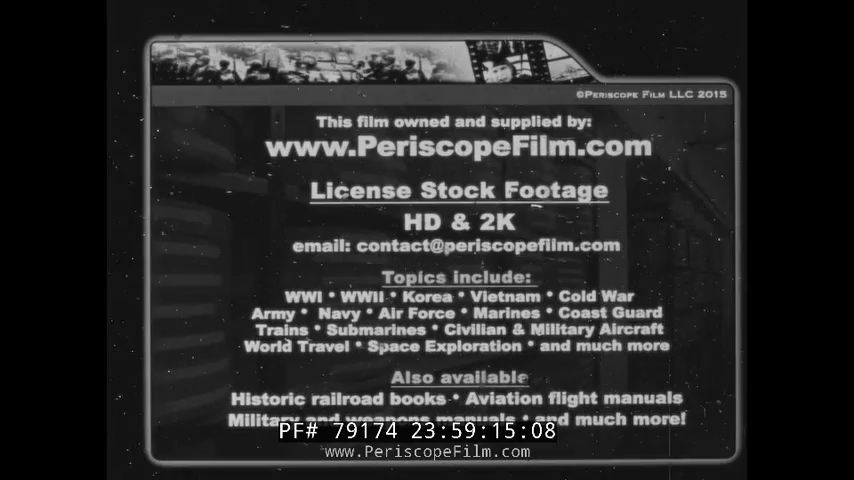 ©Periscope Film LLC 2015
This film owned and supplied by:
www.PeriscopeFilm.com
License Stock Footage
HD & 2K
email: contact@periscopefilm.com
Topics include:
WWI * WWII * Korea * Vietnam * Cold War
Army * Navy * Air Force * Marines * Coast Guard
Trains * Submarines * Civilian & Military Aircraft
World Travel * Space Exploration * and much more
Also available
Historic railroad books * Aviation flight manuals
Military and weapons manuals * and much more!
PF# 79174 23:59:15:08
www.PeriscopeFilm.com